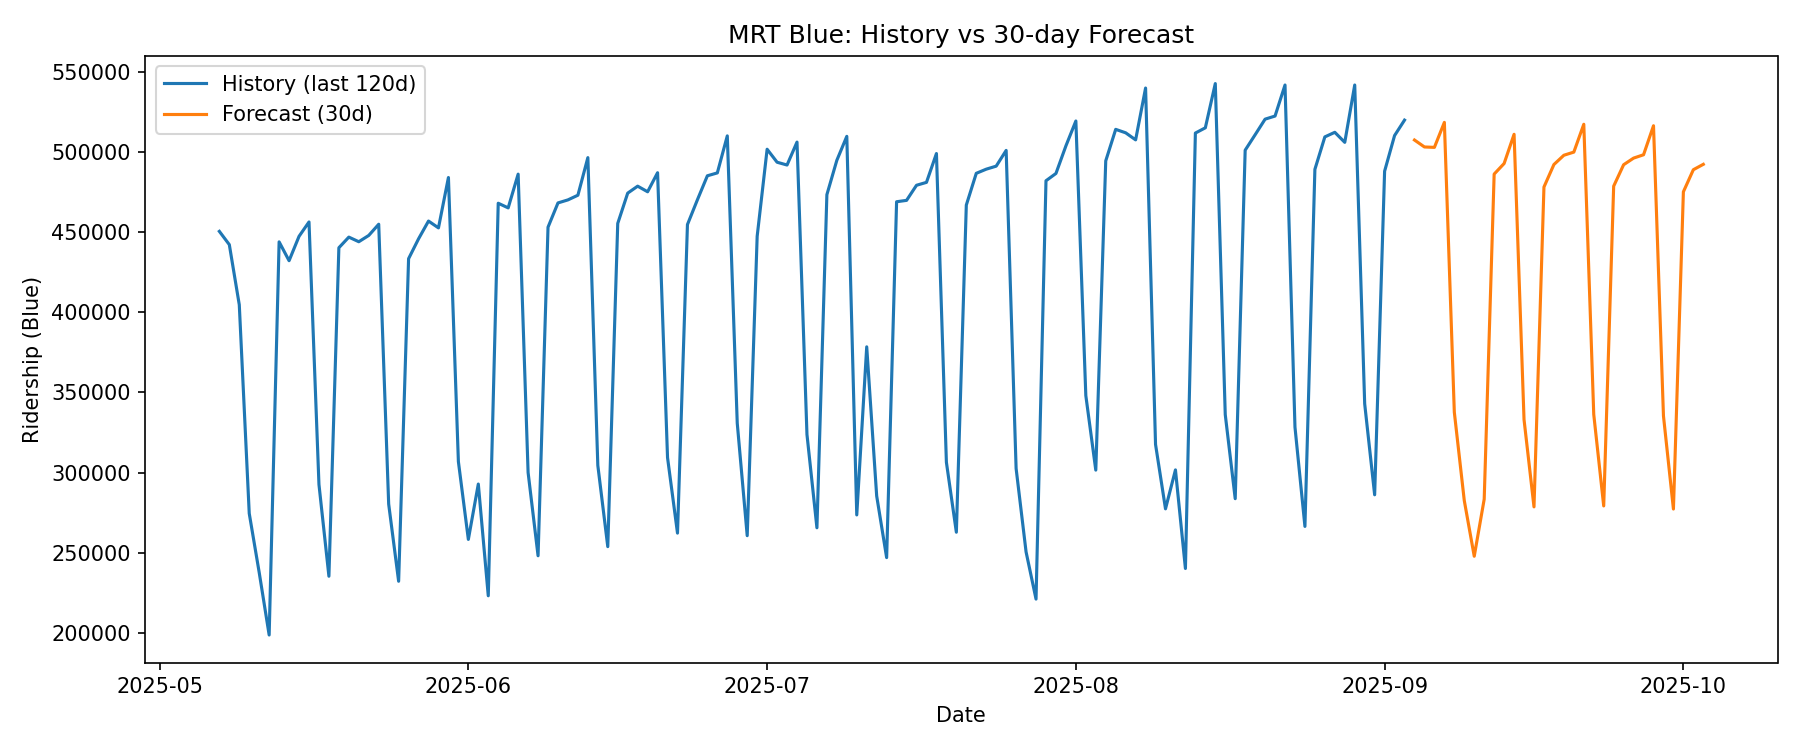 MRT Blue: History vs 30-day Forecast
History (last 120d)
Forecast (30d)
550000
500000
450000
400000
350000
300000
250000
200000
Ridership (Blue)
2025-05
2025-06
2025-07
2025-08
2025-09
2025-10
Date